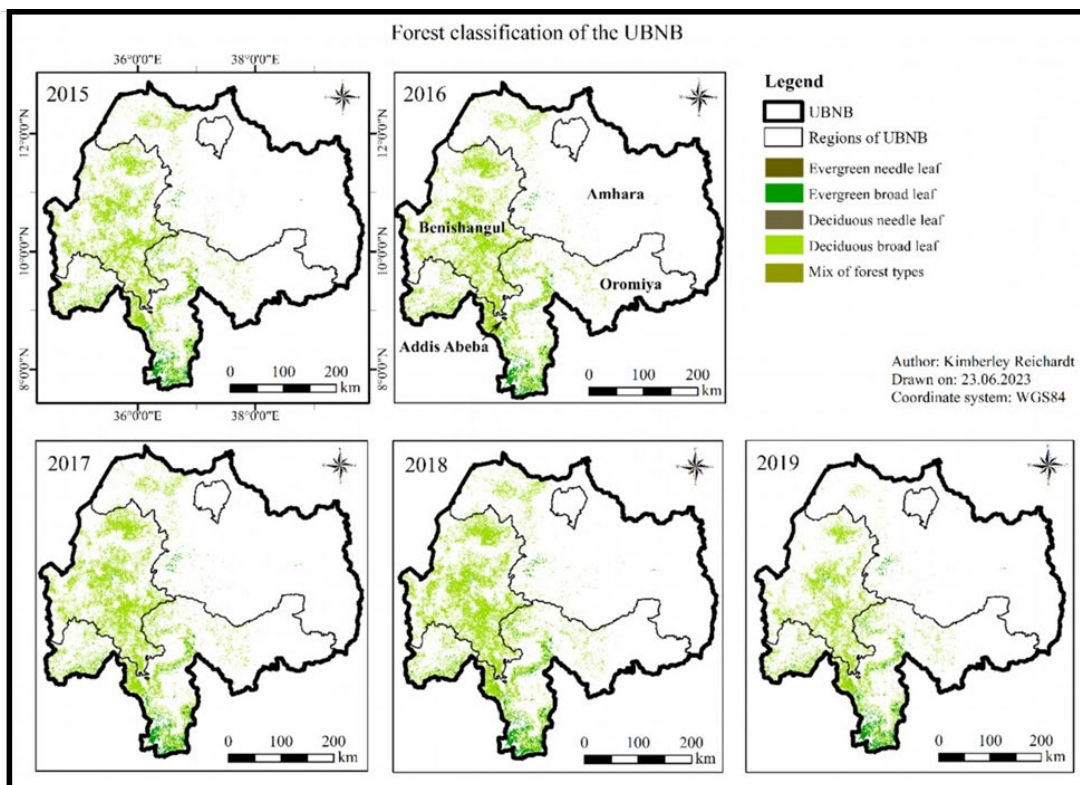 Forest classification of the UBNB
36°0'0"E 38°0'0"E
2015
12°0'0"N
10°0'0"N
8°0'0"N
0 100 200
km
36°0'0"E 38°0'0"E
2016
Amhara
Benishangul
Oromiya
Addis Abeba
0 100 200
km
12°0'0"N
10°0'0"N
8°0'0"N
Legend
UBNB
Regions of UBNB
Evergreen needle leaf
Evergreen broad leaf
Deciduous needle leaf
Deciduous broad leaf
Mix of forest types
Author: Kimberley Reichardt
Drawn on: 23.06.2023
Coordinate system: WGS84
2017
0 100 200
km
2018
0 100 200
km
2019
0 100 200
km